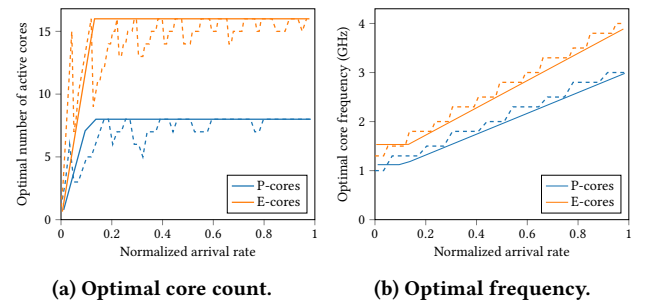 Optimal number of active cores
15
10
5
0
0
0.2
0.4
0.6
0.8
1
Normalized arrival rate
P-cores
E-cores
(a) Optimal core count.
Optimal core frequency (GHz)
4
3
2
1
0
0
0.2
0.4
0.6
0.8
1
Normalized arrival rate
P-cores
E-cores
(b) Optimal frequency.